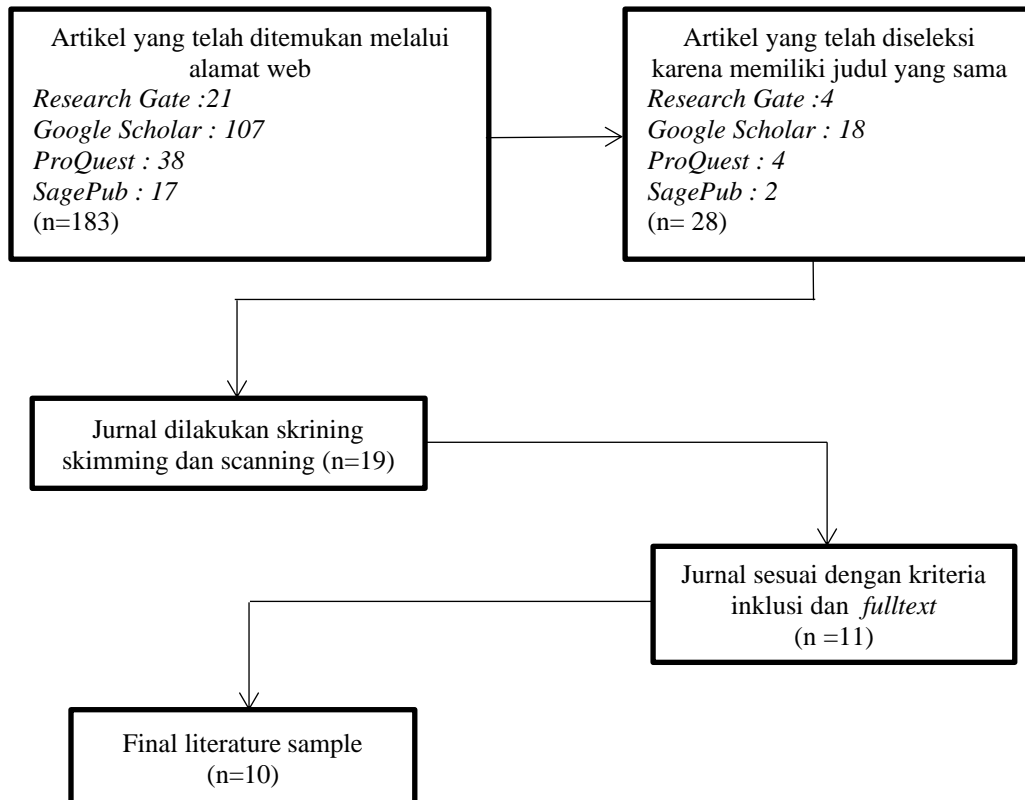 Artikel yang telah ditemukan melalui
alamat web
Research Gate :21
Google Scholar : 107
ProQuest : 38
SagePub : 17
(n=183)
Artikel yang telah diseleksi
karena memiliki judul yang sama
Research Gate :4
Google Scholar : 18
ProQuest : 4
SagePub : 2
(n= 28)
Jurnal dilakukan skrining
skimming dan scanning (n=19)
Jurnal sesuai dengan kriteria
inklusi dan fulltext
(n =11)
Final literature sample
(n=10)